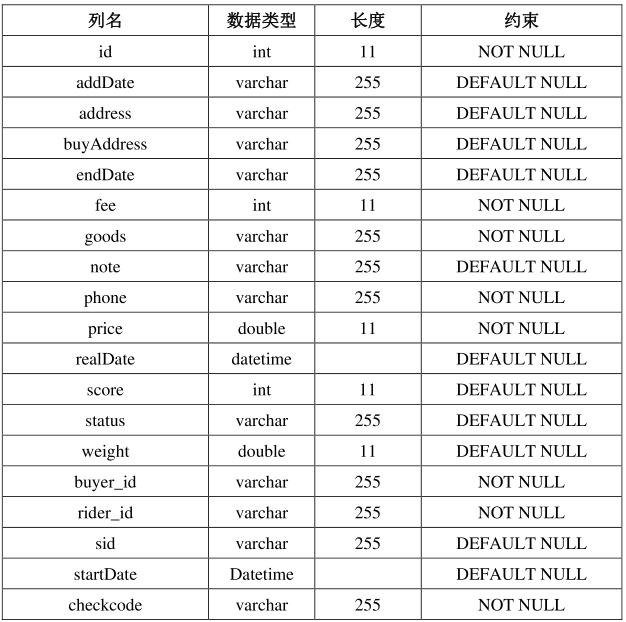 列名 数据类型 长度 约束
id int 11 NOT NULL
addDate varchar 255 DEFAULT NULL
address varchar 255 DEFAULT NULL
buyAddress varchar 255 DEFAULT NULL
endDate varchar 255 DEFAULT NULL
fee int 11 NOT NULL
goods varchar 255 NOT NULL
note varchar 255 DEFAULT NULL
phone varchar 255 NOT NULL
price double 11 NOT NULL
realDate datetime DEFAULT NULL
score int 11 DEFAULT NULL
status varchar 255 DEFAULT NULL
weight double 11 DEFAULT NULL
buyer_id varchar 255 NOT NULL
rider_id varchar 255 NOT NULL
sid varchar 255 DEFAULT NULL
startDate Datetime DEFAULT NULL
checkcode varchar 255 NOT NULL